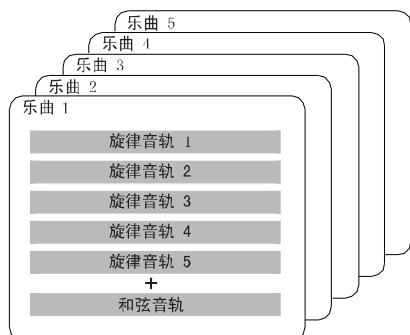 乐曲 5
乐曲 4
乐曲 3
乐曲 2
乐曲 1
旋律音轨 1
旋律音轨 2
旋律音轨 3
旋律音轨 4
旋律音轨 5
+
和弦音轨